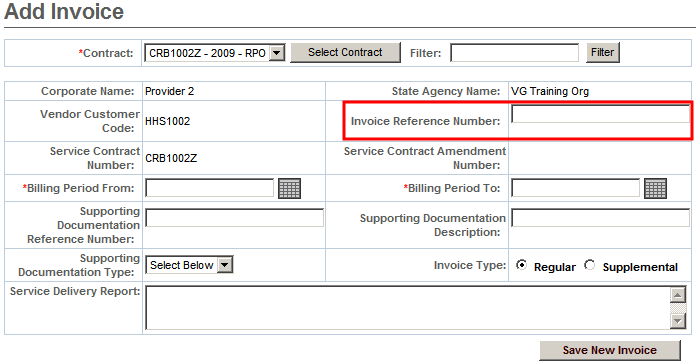 Add Invoice
*Contract: CRB1002Z - 2009 - RPO Select Contract Filter: Filter
Corporate Name: Provider 2 State Agency Name: VG Training Org
Vendor Customer Code: HHS1002 Invoice Reference Number:
Service Contract Number: CRB1002Z Service Contract Amendment Number:
*Billing Period From: *Billing Period To:
Supporting Documentation Reference Number: Supporting Documentation Description:
Supporting Documentation Type: Select Below Invoice Type: Regular Supplemental
Service Delivery Report:
Save New Invoice